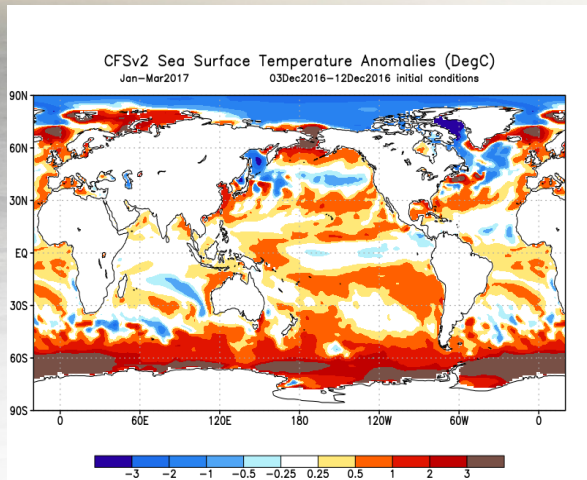 CFSv2 Sea Surface Temperature Anomalies (DegC)
Jan-Mar2017 03Dec2016-12Dec2016 initial conditions
90N
60N
30N
EQ
30S
60S
90S
0 60E 120E 180 120W 60W 0
-3 -2 -1 -0.5 -0.25 0.25 0.5 1 2 3